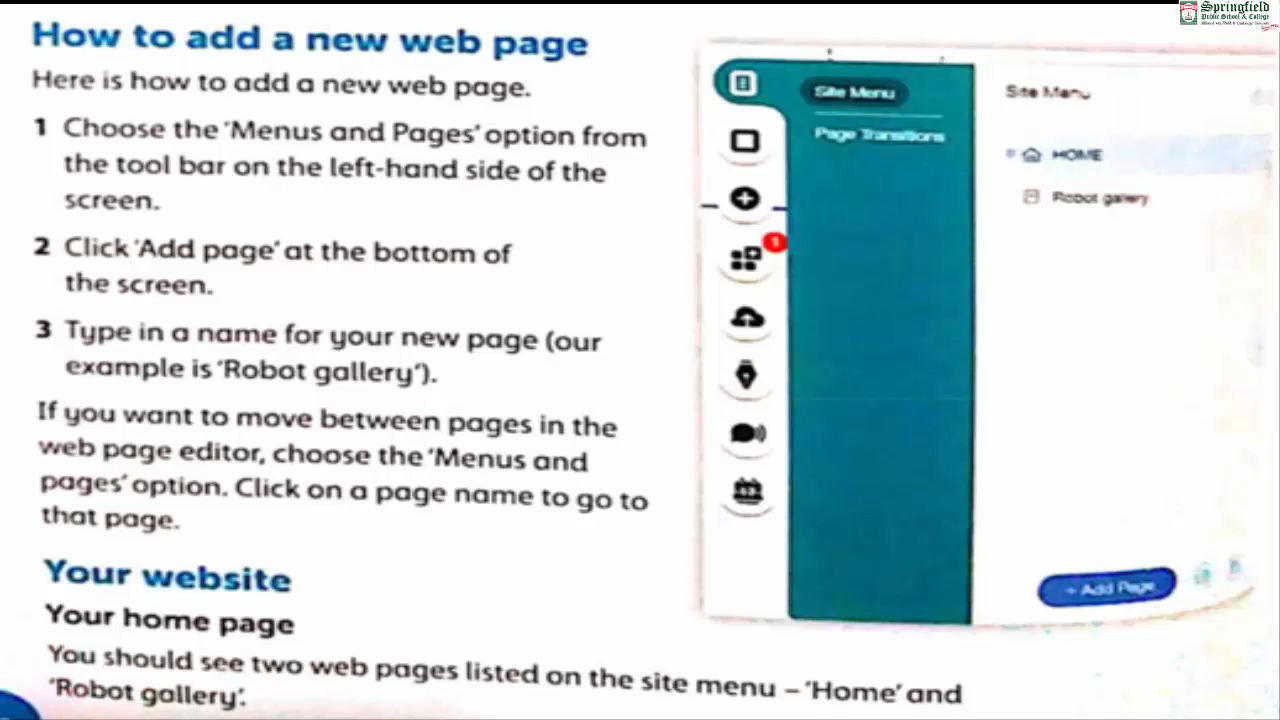 Springfield
Public School & College
How to add a new web page
Here is how to add a new web page.
1 Choose the 'Menus and Pages' option from
the tool bar on the left-hand side of the
screen.
2 Click 'Add page' at the bottom of
the screen.
3 Type in a name for your new page (our
example is 'Robot gallery').
If you want to move between pages in the
web page editor, choose the 'Menus and
pages' option. Click on a page name to go to
that page.
Your website
Your home page
You should see two web pages listed on the site menu – 'Home' and
'Robot gallery'.
Site Menu
Page Transitions
1
Site Menu
HOME
Robot gallery
+ Add Page